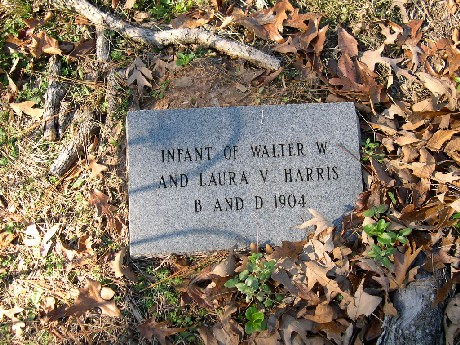 INFANT OF WALTER W
AND LAURA V. HARRIS
B AND D 1904